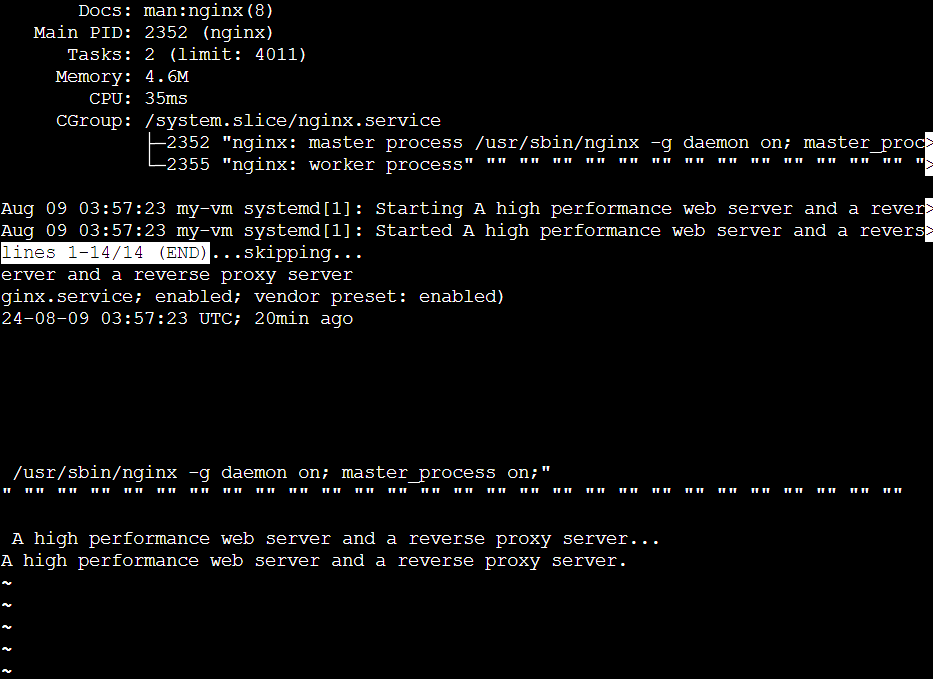 Docs: man:nginx(8)
Main PID: 2352 (nginx)
Tasks: 2 (limit: 4011)
Memory: 4.6M
CPU: 35ms
CGroup: /system.slice/nginx.service
├─2352 "nginx: master process /usr/sbin/nginx -g daemon on; master_proc>
└─2355 "nginx: worker process" "" "" "" "" "" "" "" "" "" "" "" "" "" ">
Aug 09 03:57:23 my-vm systemd[1]: Starting A high performance web server and a rever>
Aug 09 03:57:23 my-vm systemd[1]: Started A high performance web server and a revers>
lines 1-14/14 (END)...skipping...
erver and a reverse proxy server
ginx.service; enabled; vendor preset: enabled)
24-08-09 03:57:23 UTC; 20min ago
/usr/sbin/nginx -g daemon on; master_process on;"
" "" "" "" "" "" "" "" "" "" "" "" "" "" "" "" "" "" "" "" "" "" "" "" "" "" "" ""
A high performance web server and a reverse proxy server...
A high performance web server and a reverse proxy server.
~
~
~
~
~